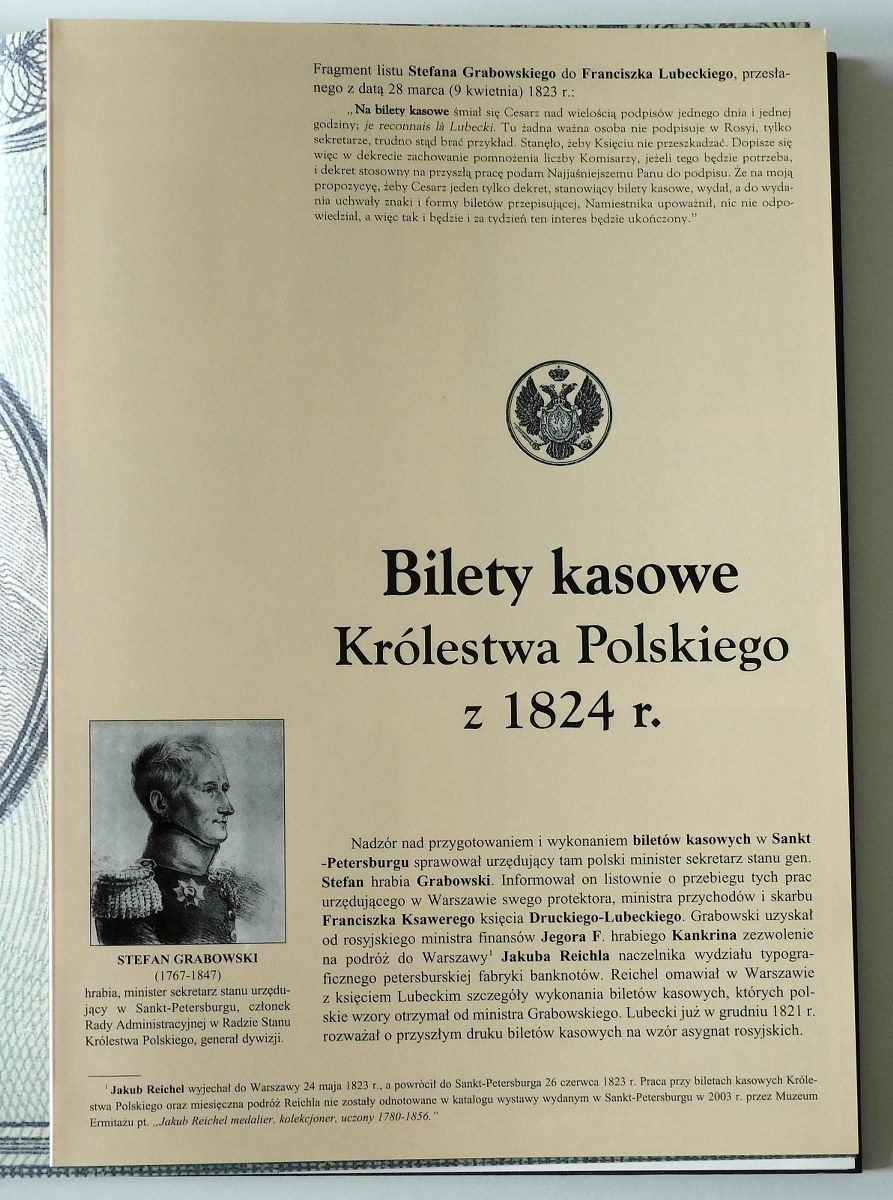 Fragment listu Stefana Grabowskiego do Franciszka Lubeckiego, przesła-
nego z datą 28 marca (9 kwietnia) 1823 r.:
„Na bilety kasowe śmiał się Cesarz nad wielością podpisów jednego dnia i jednej
godziny; je reconnais là Lubecki. Tu żadna ważna osoba nie podpisuje w Rosyi, tylko
sekretarze, trudno stąd brać przykład. Stanęło, żeby Księciu nie przeszkadzać. Dopisze się
więc w dekrecie zachowanie pomnożenia liczby Komisarzy, jeżeli tego będzie potrzeba,
i dekret stosowny na przyszłą pracę podam Najjaśniejszemu Panu do podpisu. Że na moją
propozycyę, żeby Cesarz jeden tylko dekret, stanowiący bilety kasowe, wydał, a do wyda-
nia uchwały znaki i formy biletów przepisującej, Namiestnika upoważnił, nic nie odpo-
wiedział, a więc tak i będzie i za tydzień ten interes będzie ukończony."
Bilety kasowe
Królestwa Polskiego
z 1824 r.
STEFAN GRABOWSKI
(1767-1847)
hrabia, minister sekretarz stanu urzędu-
jący w Sankt-Petersburgu, członek
Rady Administracyjnej w Radzie Stanu
Królestwa Polskiego, generał dywizji.
Nadzór nad przygotowaniem i wykonaniem biletów kasowych w Sankt
-Petersburgu sprawował urzędujący tam polski minister sekretarz stanu gen.
Stefan hrabia Grabowski. Informował on listownie o przebiegu tych prac
urzędującego w Warszawie swego protektora, ministra przychodów i skarbu
Franciszka Ksawerego księcia Druckiego-Lubeckiego. Grabowski uzyskał
od rosyjskiego ministra finansów Jegora F. hrabiego Kankrina zezwolenie
na podróż do Warszawy¹ Jakuba Reichla naczelnika wydziału typogra-
ficznego petersburskiej fabryki banknotów. Reichel omawiał w Warszawie
z księciem Lubeckim szczegóły wykonania biletów kasowych, których pol-
skie wzory otrzymał od ministra Grabowskiego. Lubecki już w grudniu 1821 r.
rozważał o przyszłym druku biletów kasowych na wzór asygnat rosyjskich.
¹ Jakub Reichel wyjechał do Warszawy 24 maja 1823 r., a powrócił do Sankt-Petersburga 26 czerwca 1823 r. Praca przy biletach kasowych Króle-
stwa Polskiego oraz miesięczna podróż Reichla nie zostały odnotowane w katalogu wystawy wydanym w Sankt-Petersburgu w 2003 r. przez Muzeum
Ermitażu pt. „Jakub Reichel medalier, kolekcjoner, uczony 1780-1856."